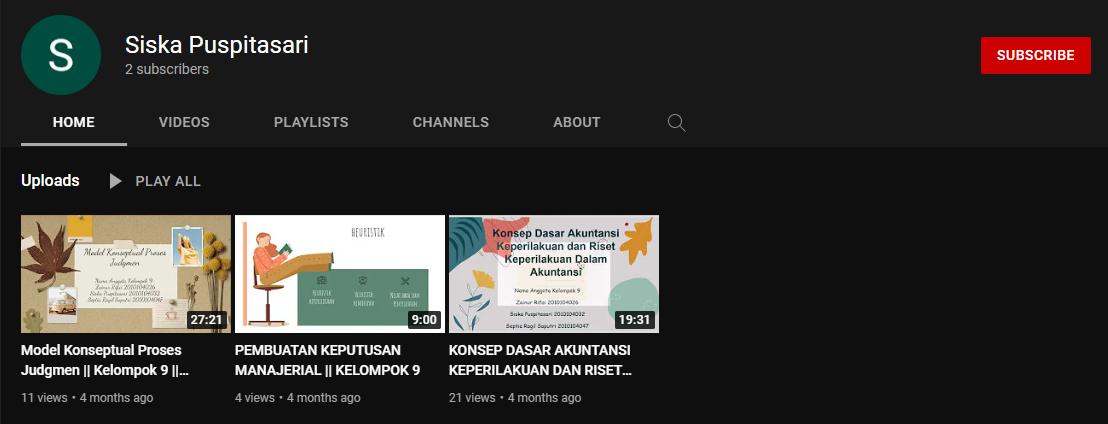 S
Siska Puspitasari
2 subscribers
SUBSCRIBE
HOME
VIDEOS
PLAYLISTS
CHANNELS
ABOUT
Uploads
PLAY ALL
Model Konseptual Proses
Judgmen
Nama Anggota Kelompok 9
Zainur Rifai 2010104026
Siska Puspitasari 2010104032
Septia Ragil Saputri 2010104047
27:21
HEURISTIK
9:00
Konsep Dasar Akuntansi
Keperilakuan dan Riset
Keperilakuan Dalam
Akuntansi
Nama Anggota Kelompok 9
Zainur Rifai 2010104026
Siska Puspitasari 2010104032
Septia Ragil Saputri 2010104047
19:31
Model Konseptual Proses
Judgmen || Kelompok 9 ||...
11 views • 4 months ago
PEMBUATAN KEPUTUSAN
MANAJERIAL || KELOMPOK 9
4 views • 4 months ago
KONSEP DASAR AKUNTANSI
KEPERILAKUAN DAN RISET...
21 views • 4 months ago